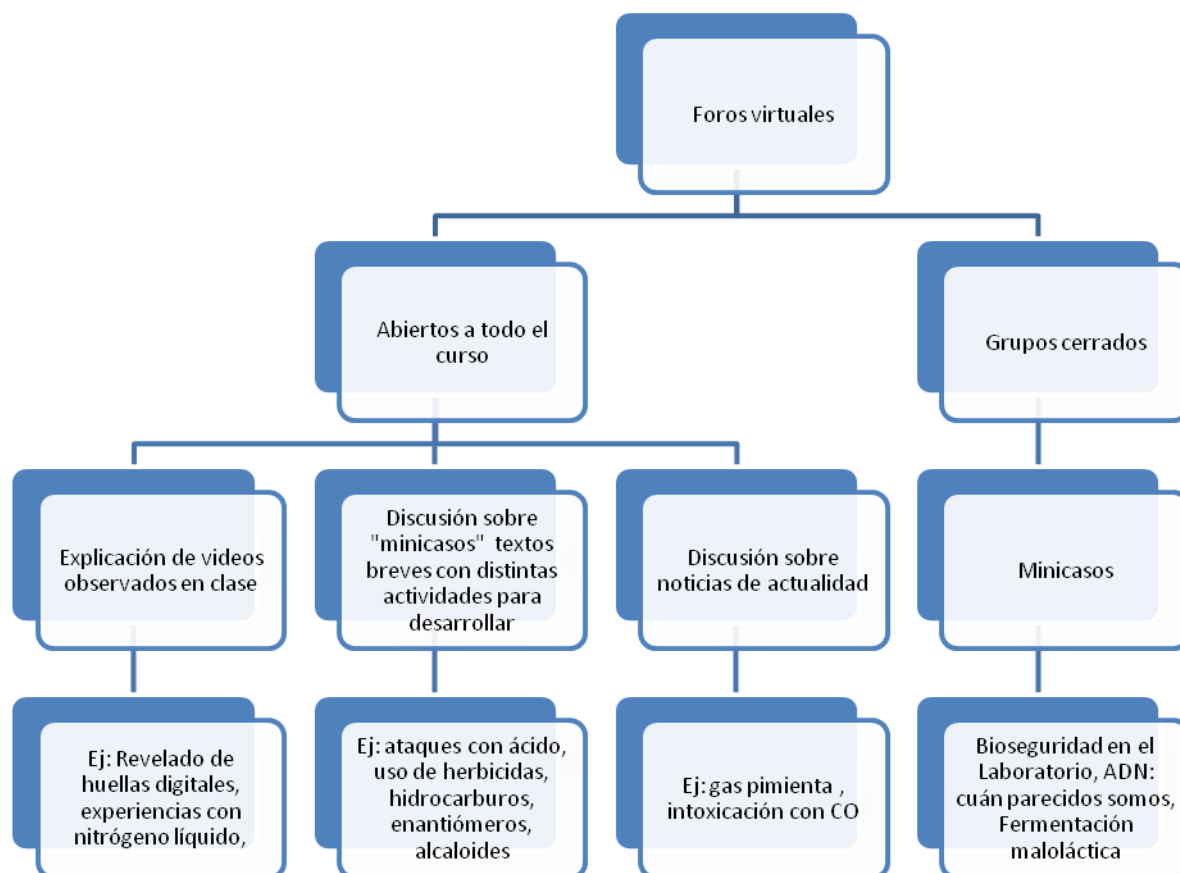 Foros virtuales
Abiertos a todo el
curso
Grupos cerrados
Explicación de videos
observados en clase
Discusión sobre
"minicasos" textos
breves con distintas
actividades para
desarrollar
Discusión sobre
noticias de actualidad
Minicasos
Ej: Revelado de
huellas digitales,
experiencias con
nitrógeno líquido,
Ej: ataques con ácido,
uso de herbicidas,
hidrocarburos,
enantiómeros,
alcaloides
Ej: gas pimienta ,
intoxicación con CO
Bioseguridad en el
Laboratorio, ADN:
cuán parecidos somos,
Fermentación
maloláctica